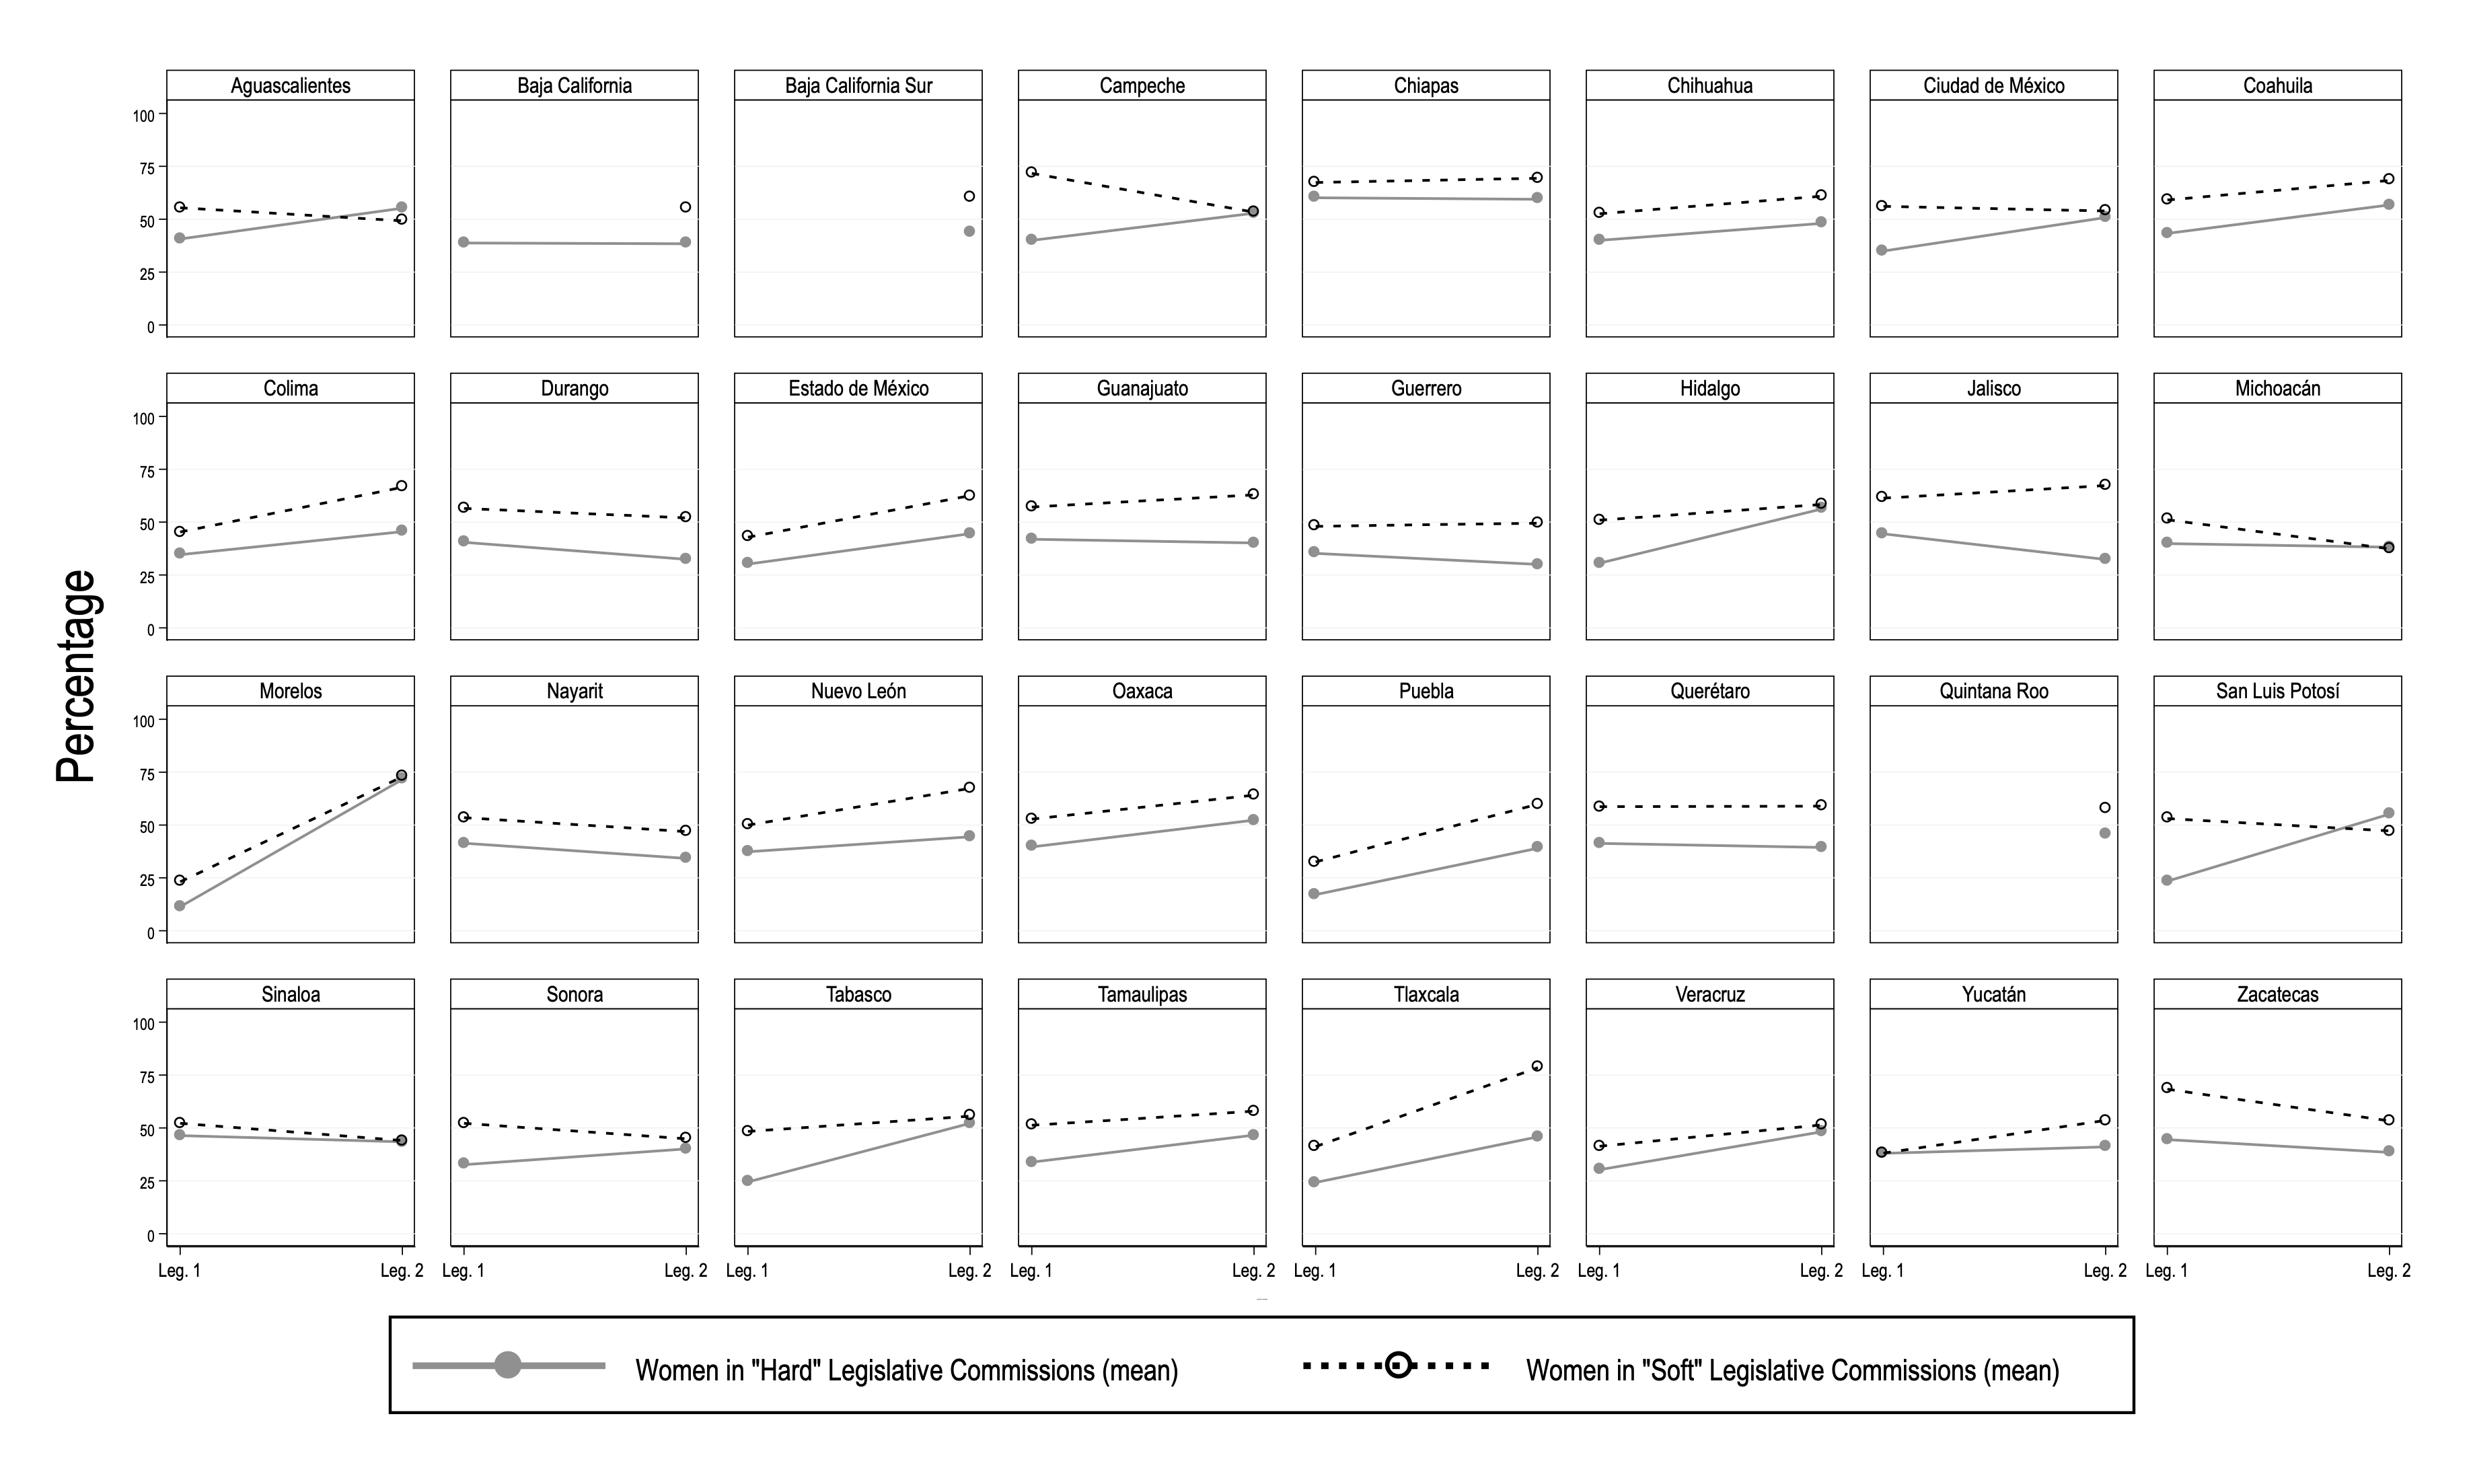 Aguascalientes
Baja California
Baja California Sur
Campeche
Chiapas
Chihuahua
Ciudad de México
Coahuila
100
75
50
25
0
Colima
Durango
Estado de México
Guanajuato
Guerrero
Hidalgo
Jalisco
Michoacán
100
75
50
25
0
Percentage
Morelos
Nayarit
Nuevo León
Oaxaca
Puebla
Querétaro
Quintana Roo
San Luis Potosí
100
75
50
25
0
Sinaloa
Sonora
Tabasco
Tamaulipas
Tlaxcala
Veracruz
Yucatán
Zacatecas
100
75
50
25
0
Leg. 1 Leg. 2 Leg. 1 Leg. 2 Leg. 1 Leg. 2 Leg. 1 Leg. 2 Leg. 1 Leg. 2 Leg. 1 Leg. 2 Leg. 1 Leg. 2 Leg. 1 Leg. 2
Women in "Hard" Legislative Commissions (mean)
Women in "Soft" Legislative Commissions (mean)